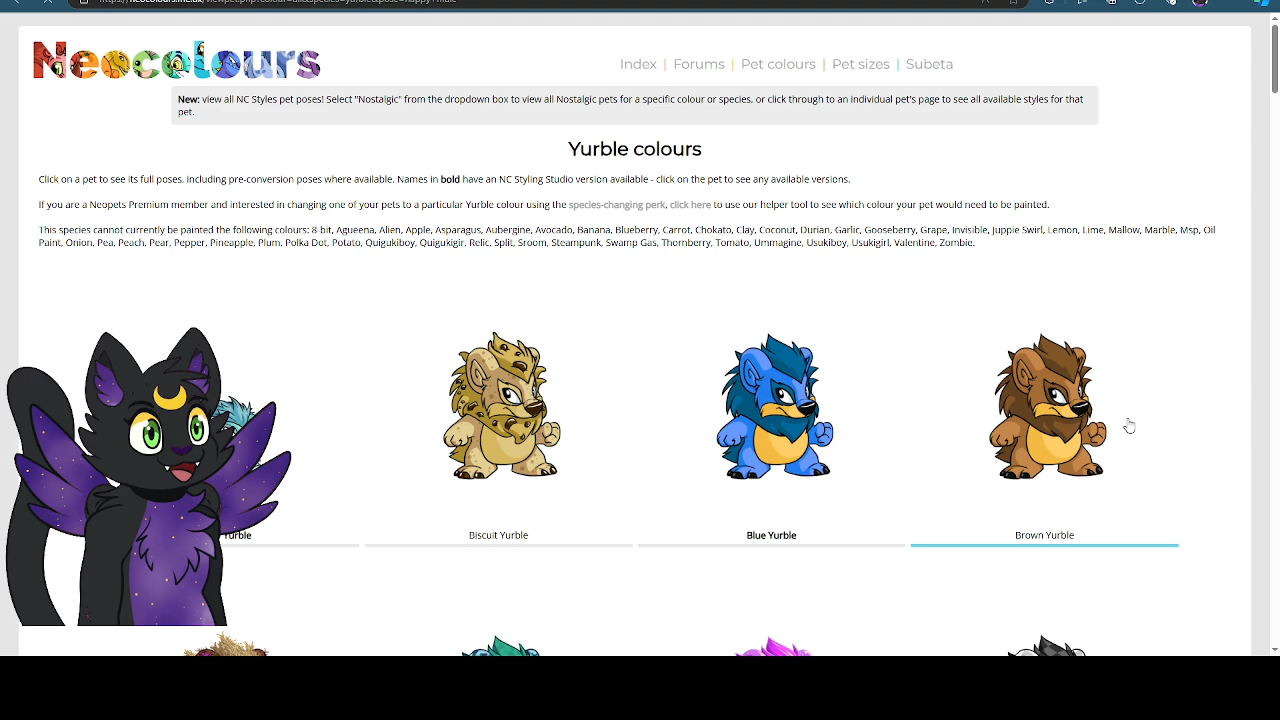 Neocolours
Index | Forums | Pet colours | Pet sizes | Subeta
New: view all NC Styles pet poses! Select "Nostalgic" from the dropdown box to view all Nostalgic pets for a specific colour or species, or click through to an individual pet's page to see all available styles for that
pet.
Yurble colours
Click on a pet to see its full poses, including pre-conversion poses where available. Names in bold have an NC Styling Studio version available - click on the pet to see any available versions.
If you are a Neopets Premium member and interested in changing one of your pets to a particular Yurble colour using the species-changing perk, click here to use our helper tool to see which colour your pet would need to be painted.
This species cannot currently be painted the following colours: 8-bit, Agueena, Alien, Apple, Asparagus, Aubergine, Avocado, Banana, Blueberry, Carrot, Chokato, Clay, Coconut, Durian, Garlic, Gooseberry, Grape, Invisible, Juppie Swirl, Lemon, Lime, Mallow, Marble, Msp, Oil
Paint, Onion, Pea, Peach, Pear, Pepper, Pineapple, Plum, Polka Dot, Potato, Quigukiboy, Quigukigir, Relic, Split, Sroom, Steampunk, Swamp Gas, Thornberry, Tomato, Ummagine, Usukiboy, Usukigirl, Valentine, Zombie.
Yurble
Biscuit Yurble
Blue Yurble
Brown Yurble